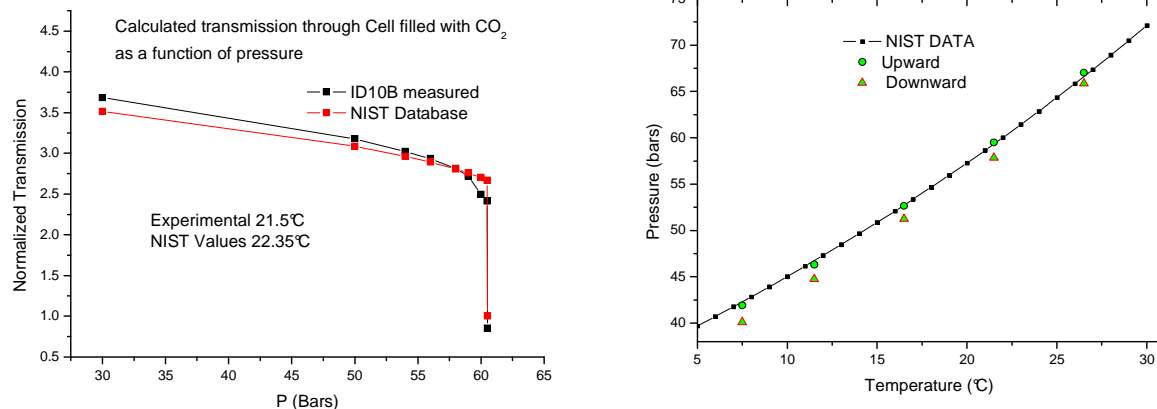 Calculated transmission through Cell filled with CO2
as a function of pressure
ID10B measured
NIST Database
Experimental 21.5℃
NIST Values 22.35℃
Normalized Transmission
4.5
4.0
3.5
3.0
2.5
2.0
1.5
1.0
0.5
30 35 40 45 50 55 60 65
P (Bars)
75
70
65
60
55
50
45
40
Pressure (bars)
NIST DATA
Upward
Downward
5 10 15 20 25 30
Temperature (℃)